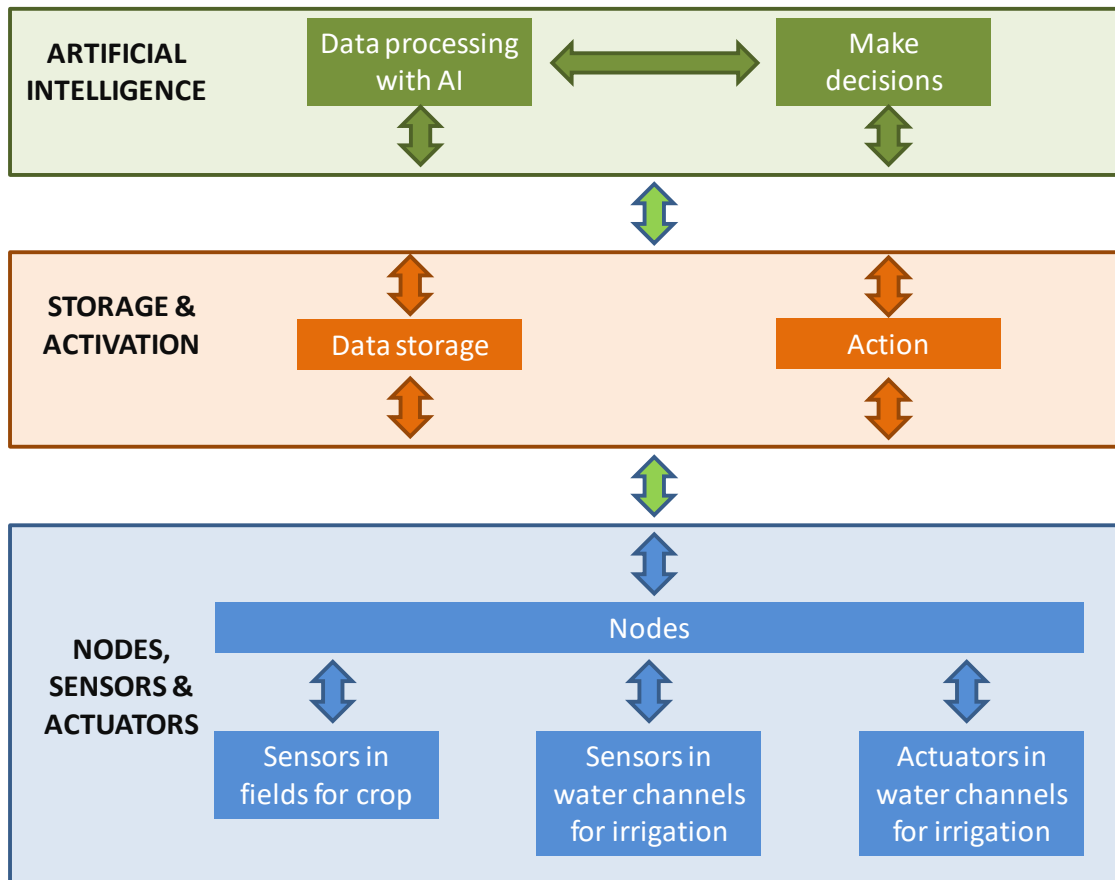 ARTIFICIAL
INTELLIGENCE
Data processing
with AI
Make
decisions
STORAGE &
ACTIVATION
Data storage
Action
NODES,
SENSORS &
ACTUATORS
Nodes
Sensors in
fields for crop
Sensors in
water channels
for irrigation
Actuators in
water channels
for irrigation